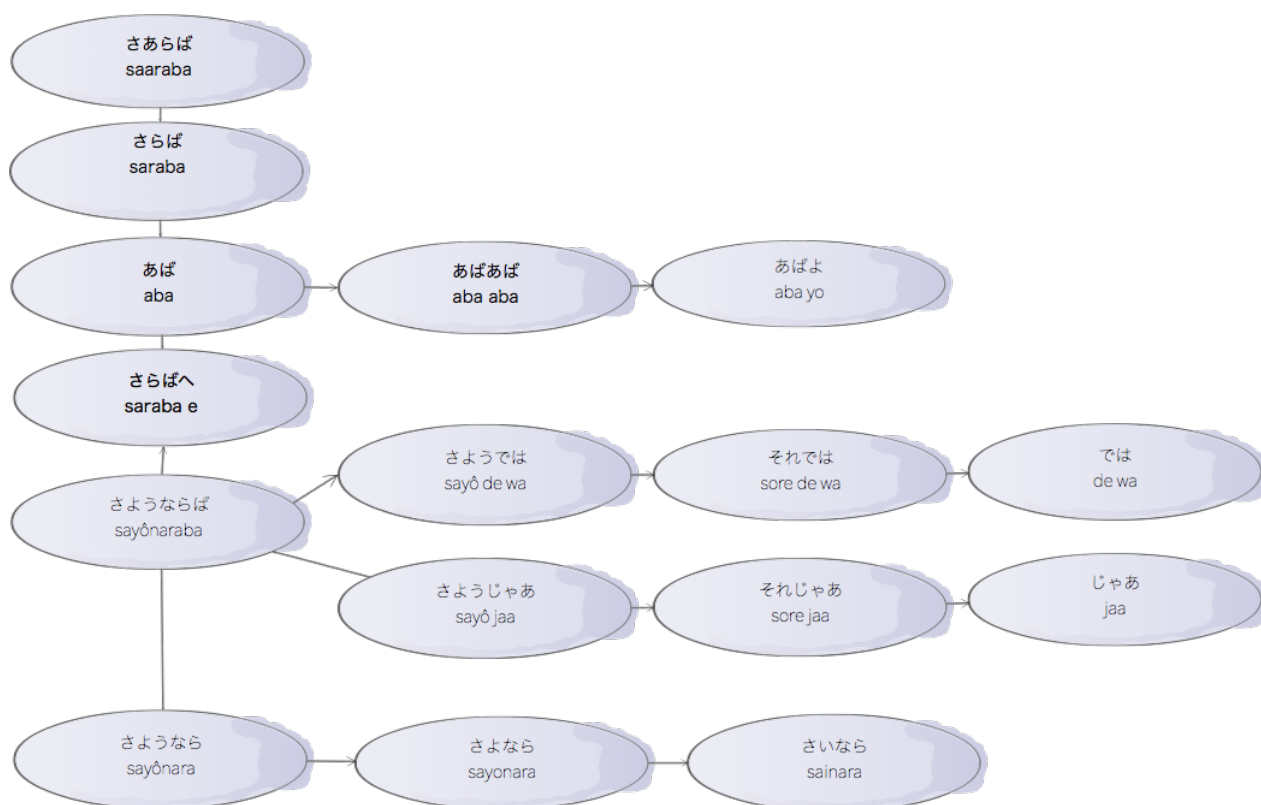 さあらば
saaraba
さらば
saraba
あば
aba
あばあば
aba aba
あばよ
aba yo
さらばへ
saraba e
さようならば
sayônaraba
さようでは
sayô de wa
それでは
sore de wa
では
de wa
さようじゃあ
sayô jaa
それじゃあ
sore jaa
じゃあ
jaa
さようなら
sayônara
さよなら
sayonara
さいなら
sainara